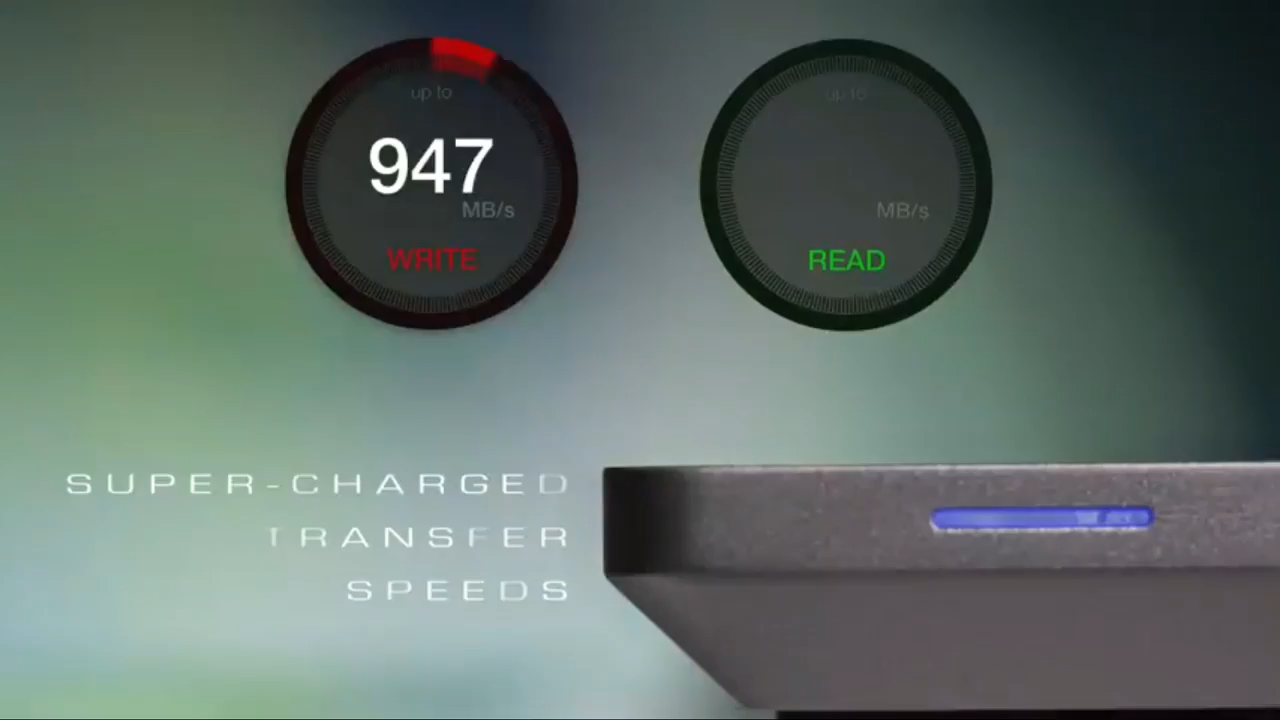 up to
947
MB/s
WRITE
up to
MB/s
READ
SUPER-CHARGED
TRANSFER
SPEEDS